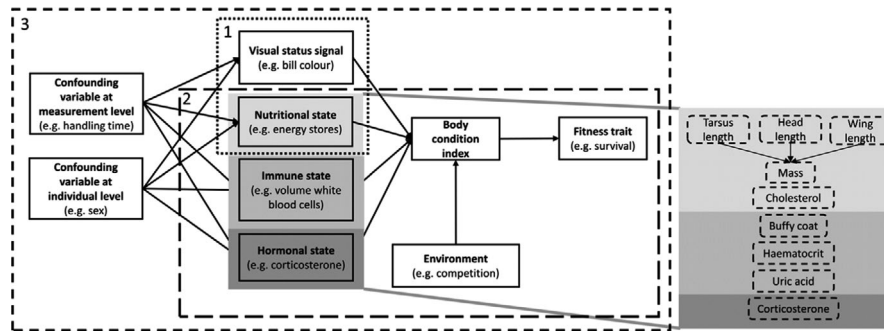 3
1
Visual status signal
(e.g. bill colour)
Confounding
variable at
measurement level
(e.g. handling time)
2
Nutritional state
(e.g. energy stores)
Body
condition
index
Fitness trait
(e.g. survival)
Confounding
variable at
individual level
(e.g. sex)
Immune state
(e.g. volume white
blood cells)
Hormonal state
(e.g. corticosterone)
Environment
(e.g. competition)
Tarsus
length
Head
length
Wing
length
Mass
Cholesterol
Buffy coat
Haematocrit
Uric acid
Corticosterone